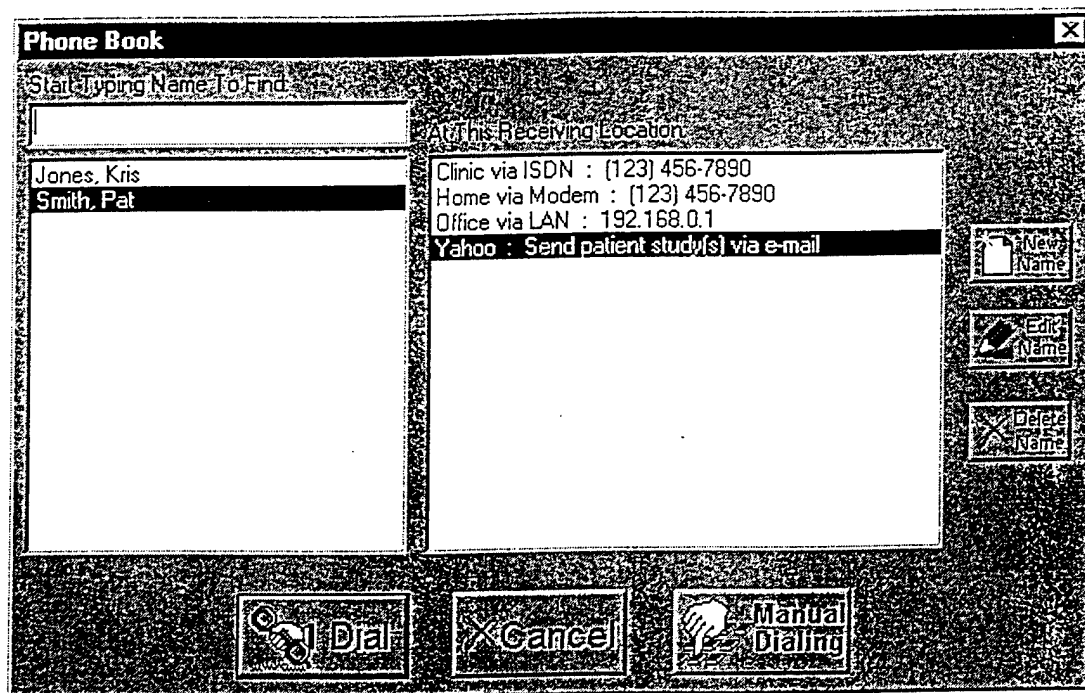 Phone Book
Start Typing Name To Find:
At This Receiving Location:
Jones, Kris
Smith, Pat
Clinic via ISDN : (123) 456-7890
Home via Modem : (123) 456-7890
Office via LAN : 192.168.0.1
Yahoo : Send patient study(s) via e-mail
New
Name
Edit
Name
Delete
Name
Dial
Cancel
Manual
Dialing